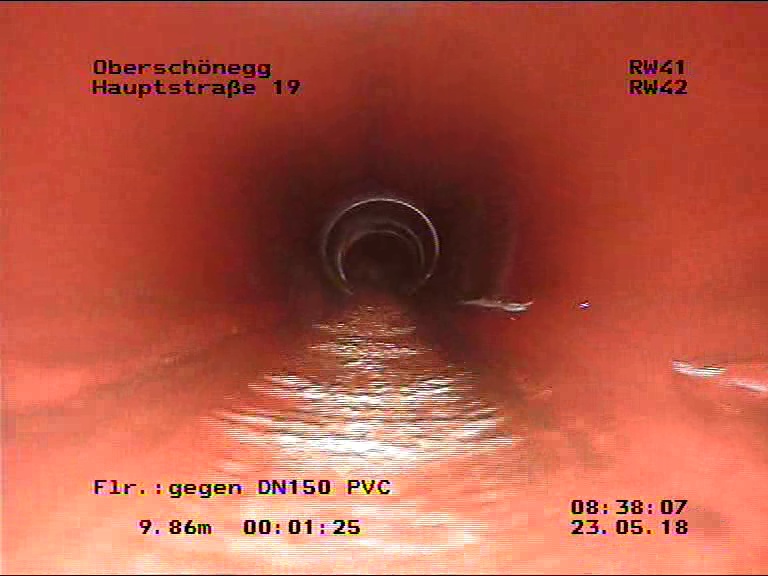 Oberschönegg RW41
Hauptstraße 19 RW42
Flr.:gegen DN150 PVC
08:38:07
9.86m 00:01:25 23.05.18